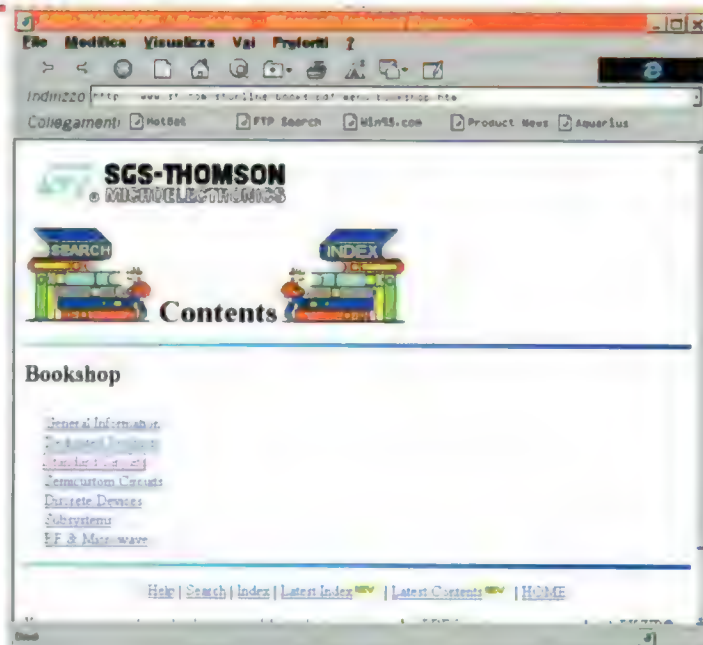 File Modifica Visualizza Vai Preferiti ?
Indirizzo
Collegamenti HotBot FTP Search Win95.com Product News Aquarius
SGS-THOMSON
® MICROELECTRONICS
SEARCH
INDEX
Contents
Bookshop
General Information
Semicustom Circuits
Discrete Devices
Subsystems
RF & Microwave
Help | Search | Index | Latest Index NEW | Latest Contents NEW | HOME